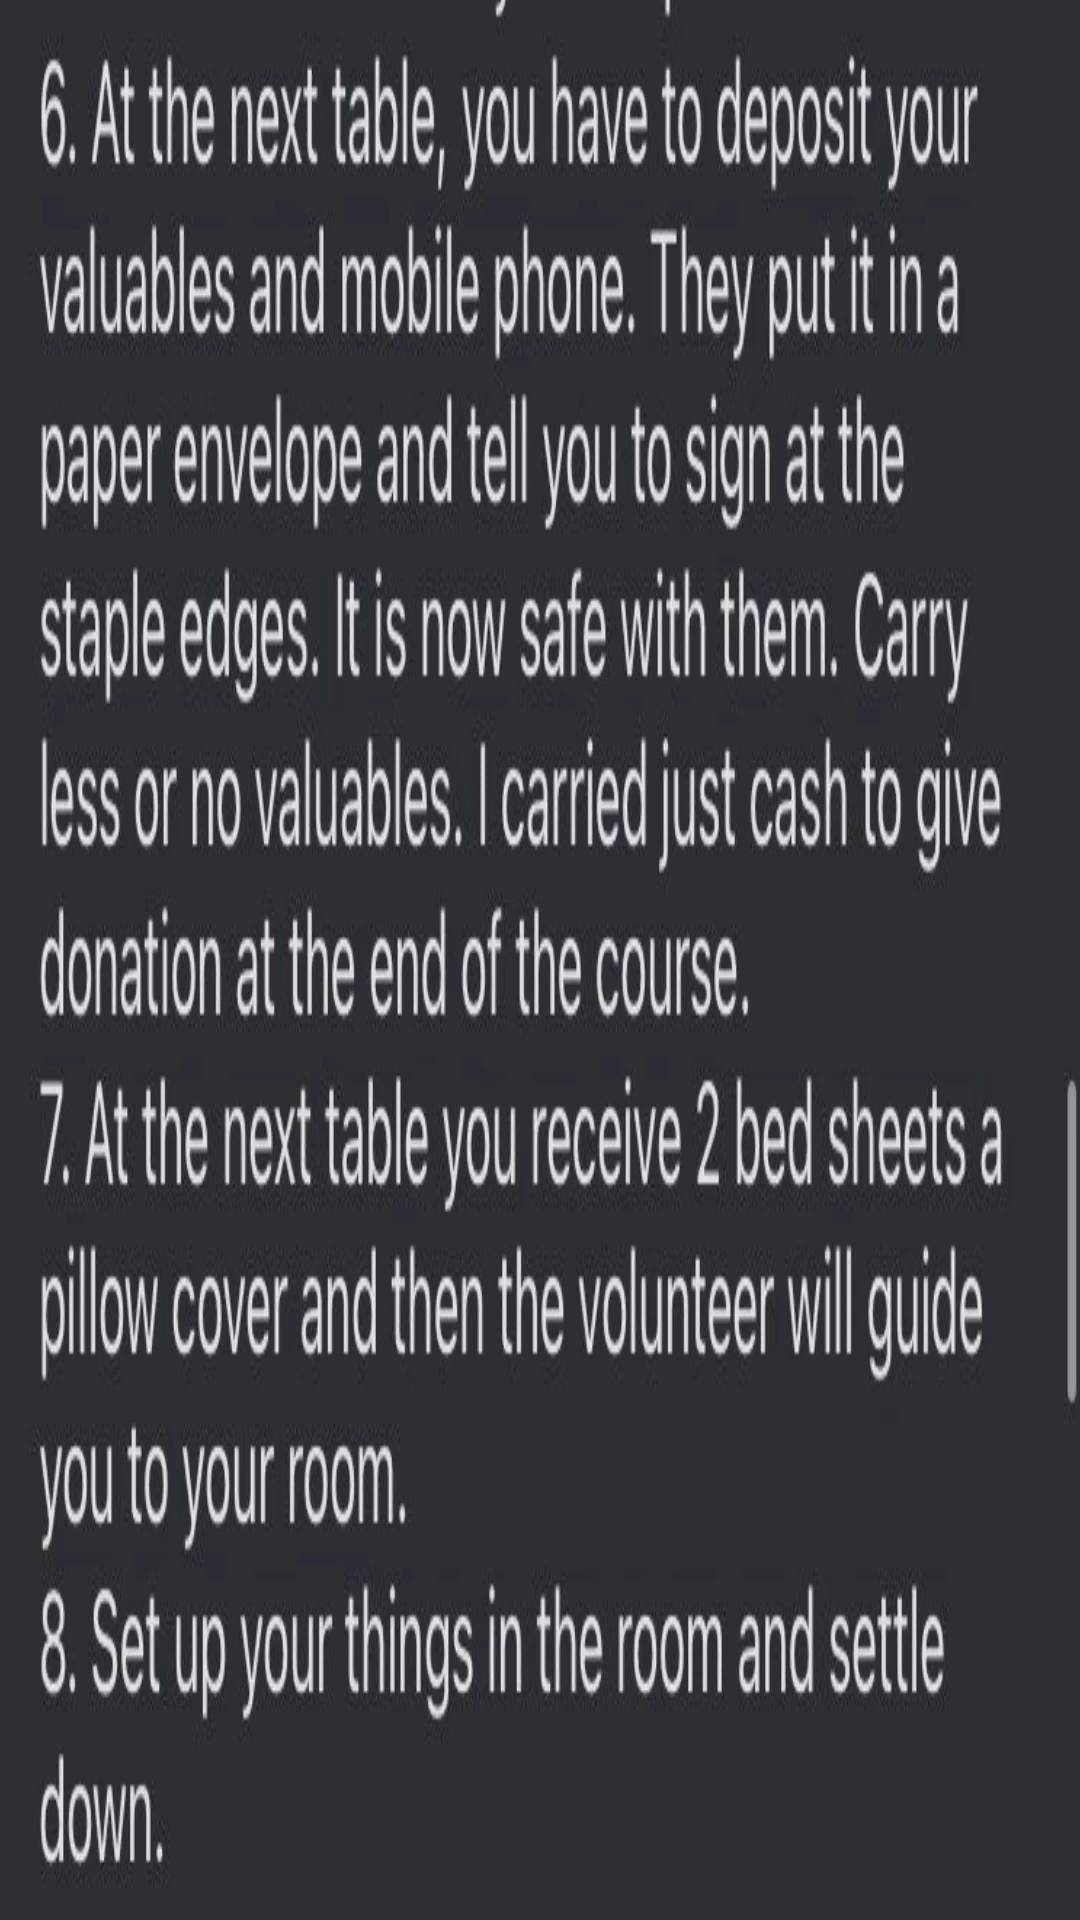 6. At the next table, you have to deposit your
valuables and mobile phone. They put it in a
paper envelope and tell you to sign at the
staple edges. It is now safe with them. Carry
less or no valuables. I carried just cash to give
donation at the end of the course.
7. At the next table you receive 2 bed sheets a
pillow cover and then the volunteer will guide
you to your room.
8. Set up your things in the room and settle
down.